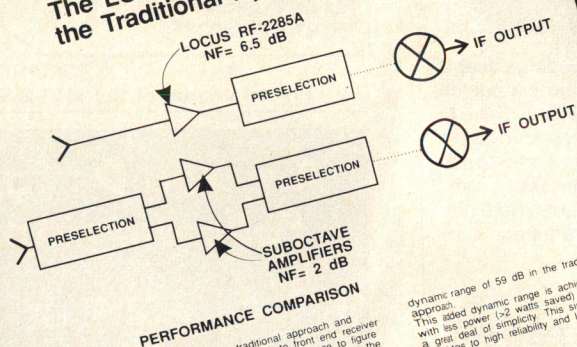 The
the Traditional
LOCUS RF-2285A
NF= 6.5 dB
PRESELECTION
IF OUTPUT
PRESELECTION
PRESELECTION
IF OUTPUT
SUBOCTAVE
AMPLIFIERS
NF= 2 dB
PERFORMANCE COMPARISON
traditional approach and
front end receiver
to figure
the
dynamic range of 59 dB in the
approach.
This added dynamic range is
with less power (>2 watts saved)
a great deal of simplicity. This
to high reliability and